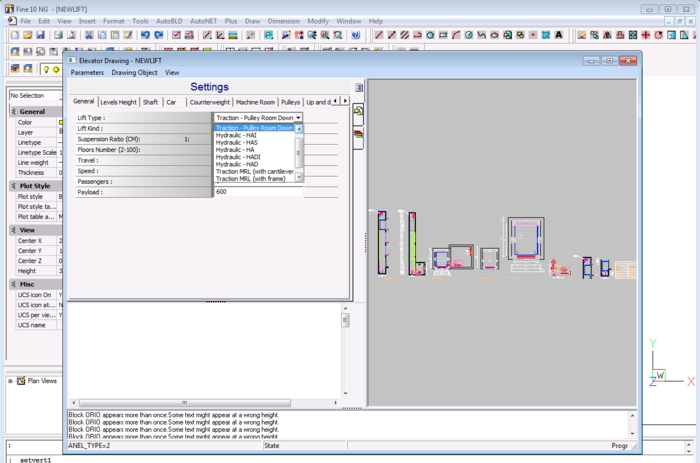 Fine 10 NG - [NEWLIFT]
File Edit View Insert Format Tools AutoBLD AutoNET Plus Draw Dimension Modify Window Help
Elevator Drawing - NEWLIFT
Parameters Drawing Object View
Settings
General Levels Height Shaft Car Counterweight Machine Room Pulleys Up and d
No Selection
General
Color
Layer
Linetype
Linetype Scale
Line weight
Thickness 0
Plot Style
Plot style
Plot style ta...
Plot table a...
View
Center X
Center Y
Center Z
Height
Misc
UCS icon On
UCS icon at...
UCS per vie...
UCS name
Plan Views
Lift Type : Traction - Pulley Room Down
Lift Kind : Traction - Pulley Room Down
Suspension Ratio (CM): 1:
Floors Number (2-100):
Travel :
Speed :
Passengers :
Payload : 600
Hydraulic - HAI
Hydraulic - HAS
Hydraulic - HA
Hydraulic - HADI
Hydraulic - HAD
Traction MRL (with cantilever
Traction MRL (with frame)
Block ORIO appears more than once.Some text might appear at a wrong height.
Block ORIO appears more than once.Some text might appear at a wrong height.
Block ORIO appears more than once.Some text might appear at a wrong height.
Block ORIO appears more than once.Some text might appear at a wrong height.
ANEL_TYPE=2 State Progr
Y
W
Z X
:
: setvert1